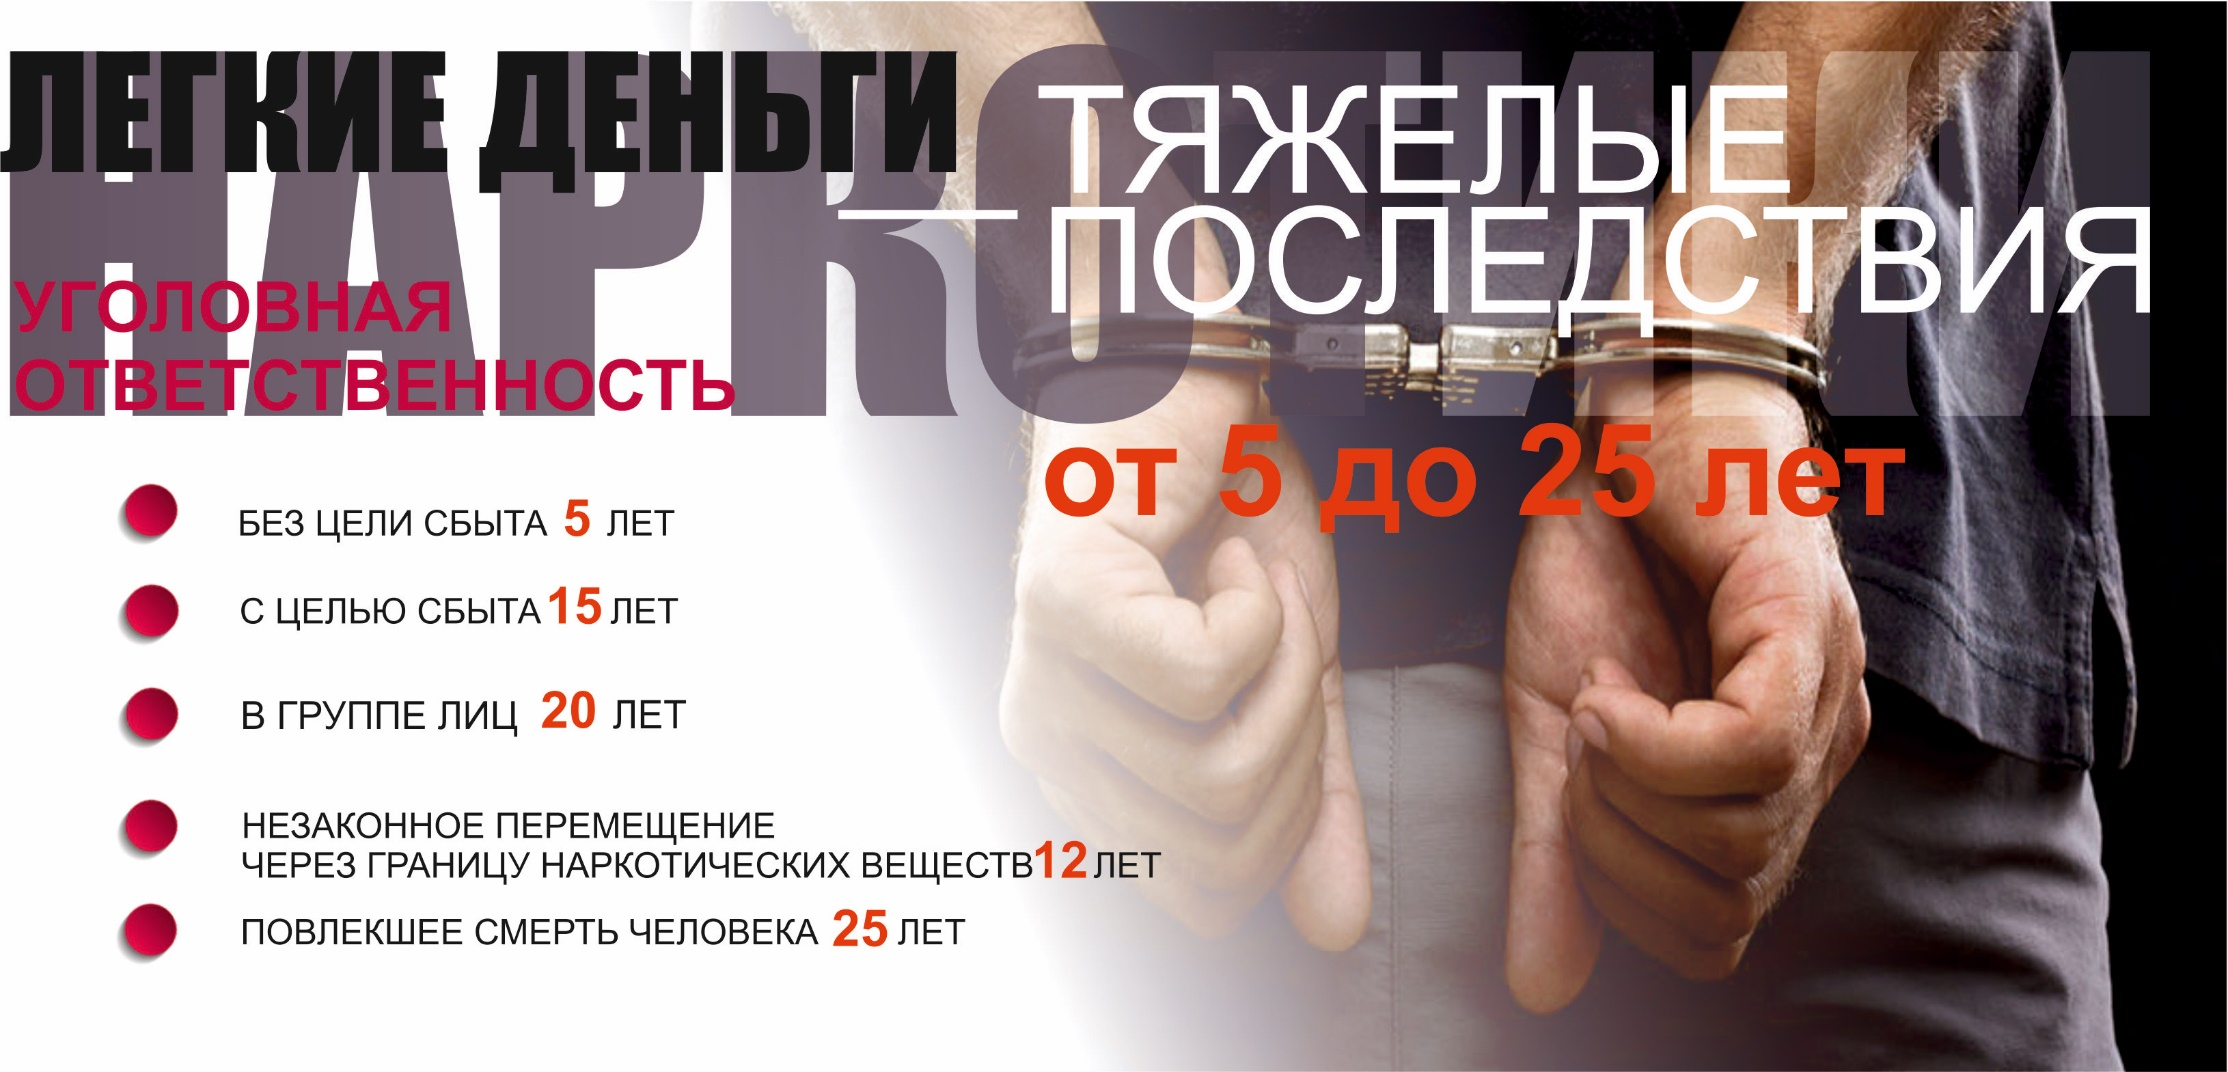 ЛЕГКИЕ ДЕНЬГИ
НАРКОТИКИ
— ТЯЖЕЛЫЕ
ПОСЛЕДСТВИЯ
от 5 до 25 лет
УГОЛОВНАЯ
ОТВЕТСТВЕННОСТЬ
БЕЗ ЦЕЛИ СБЫТА 5 ЛЕТ
С ЦЕЛЬЮ СБЫТА 15 ЛЕТ
В ГРУППЕ ЛИЦ 20 ЛЕТ
НЕЗАКОННОЕ ПЕРЕМЕЩЕНИЕ
ЧЕРЕЗ ГРАНИЦУ НАРКОТИЧЕСКИХ ВЕЩЕСТВ 12 ЛЕТ
ПОВЛЕКШЕЕ СМЕРТЬ ЧЕЛОВЕКА 25 ЛЕТ